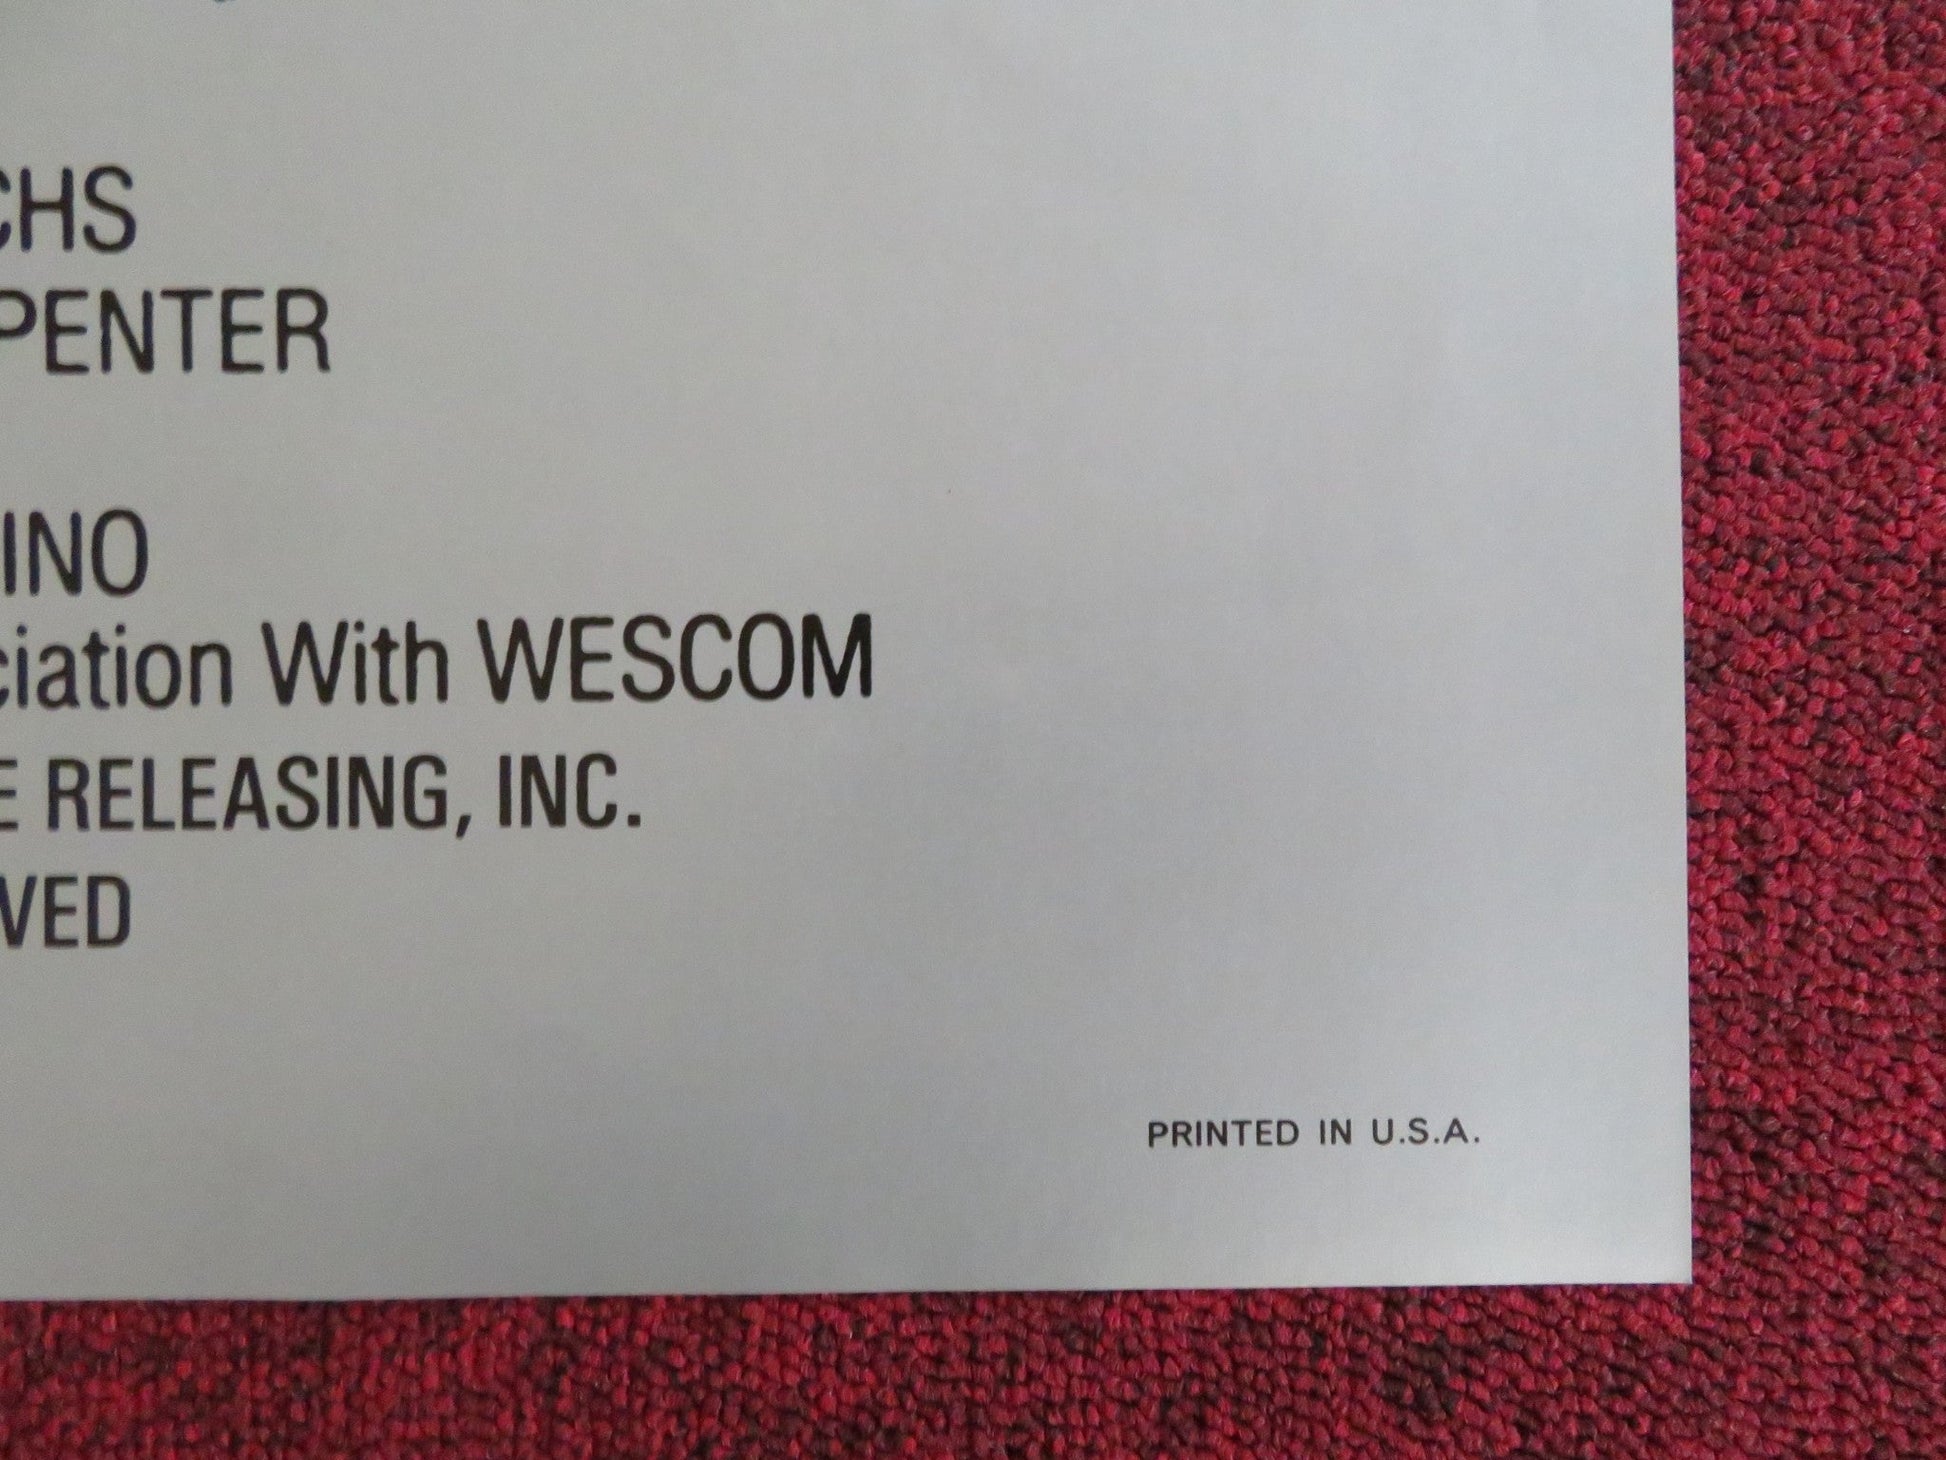 CHS
PENTER
INO
ciation With WESCOM
E RELEASING, INC.
VED
PRINTED IN U.S.A.